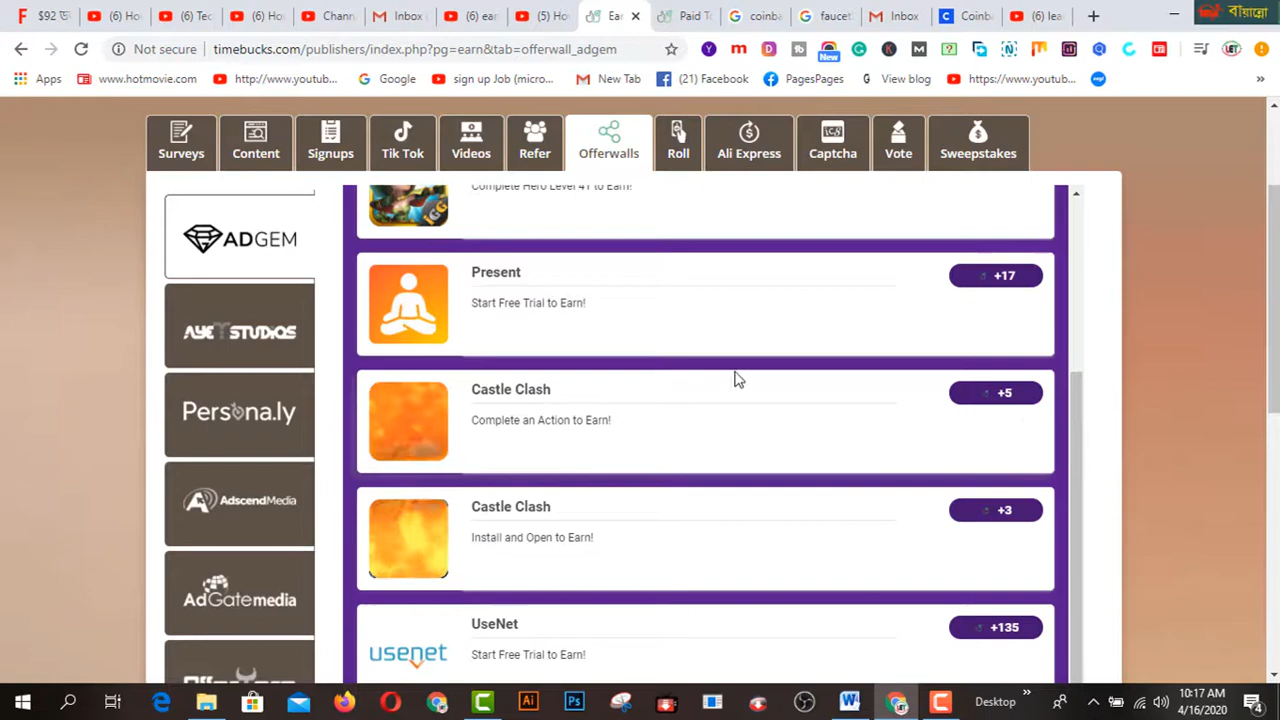 $92 উ
(6) Ho
(6) Tec
(6) Ho
Chann
Inbox (
(6) ea
(5) H
Ear
Paid T
coinba
faucet
Inbox
Coinba
(6) lea
বায়ান্নো
Not secure
timebucks.com/publishers/index.php?pg=earn&tab=offerwall_adgem
New
Apps
www.hotmovie.com
http://www.youtub...
Google
sign up Job (micro...
New Tab
(21) Facebook
PagesPages
View blog
https://www.youtub...
Surveys
Content
Signups
Tik Tok
Videos
Refer
Offerwalls
Roll
Ali Express
Captcha
Vote
Sweepstakes
Complete Hero Level 41 to Earn!
IGG
ADGEM
Present
+17
Start Free Trial to Earn!
AYET STUDIOS
Castle Clash
+5
Persona.ly
Complete an Action to Earn!
AdscendMedia
Castle Clash
+3
Install and Open to Earn!
AdGatemedia
UseNet
+135
usenet
Start Free Trial to Earn!
Desktop
10:17 AM
4/16/2020
4